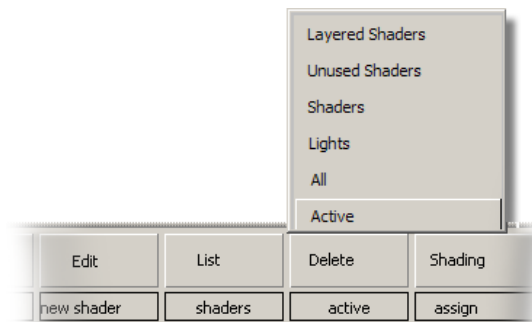 Layered Shaders
Unused Shaders
Shaders
Lights
All
Active
Edit List Delete Shading
new shader shaders active assign